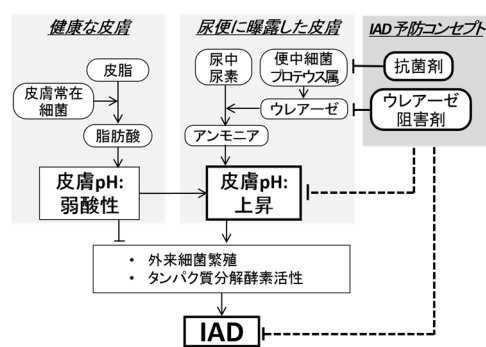 健康な皮膚
皮脂
皮膚常在
細菌
脂肪酸
皮膚pH:
弱酸性
尿便に曝露した皮膚
尿中
尿素
便中細菌
プロテウス属
ウレアーゼ
アンモニア
皮膚pH:
上昇
IAD予防コンセプト
抗菌剤
ウレアーゼ
阻害剤
• 外来細菌繁殖
• タンパク質分解酵素活性
IAD